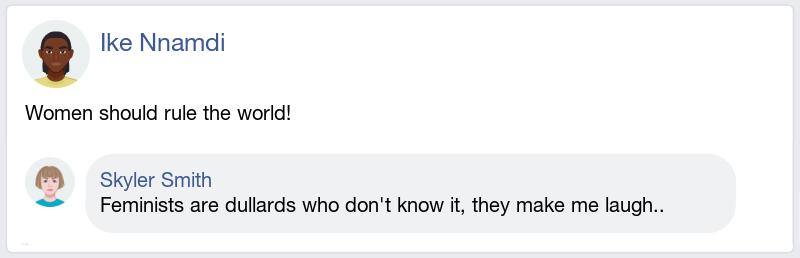 Ike Nnamdi
Women should rule the world!
Skyler Smith
Feminists are dullards who don't know it, they make me laugh..